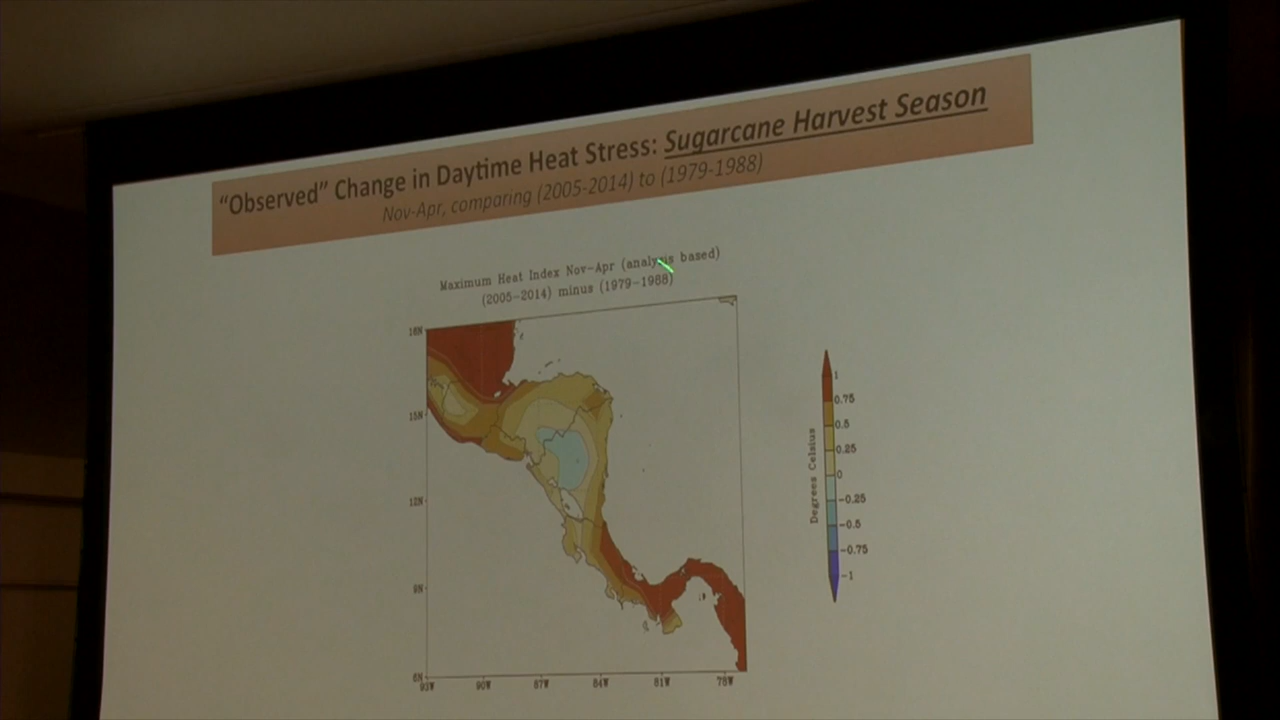 “Observed” Change in Daytime Heat Stress: Sugarcane Harvest Season
Nov-Apr, comparing (2005-2014) to (1979-1988)
Maximum Heat Index Nov-Apr (analysis based)
(2005-2014) minus (1979-1988)
18N
15N
12N
9N
6N
93W 90W 87W 84W 81W 78W
Degrees Celsius
1
0.75
0.5
0.25
0
-0.25
-0.5
-0.75
-1